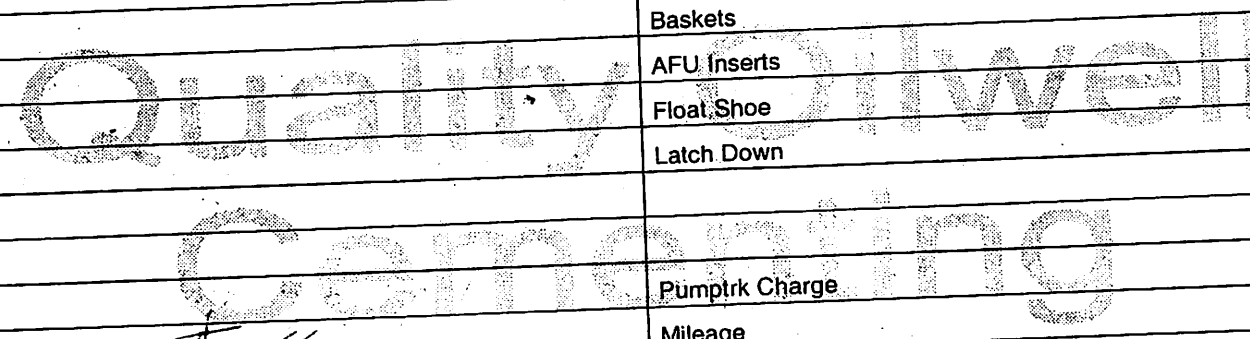 Baskets
AFU Inserts
Quality Oilwell
Float Shoe
Latch Down
Cementing
Pumptrk Charge
Mileage